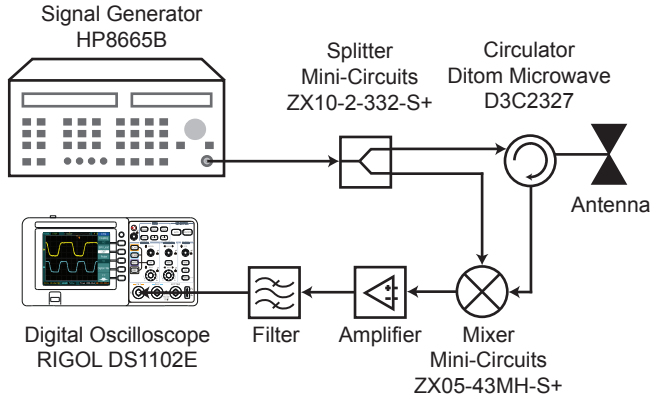 Signal Generator
HP8665B
Splitter
Mini-Circuits
ZX10-2-332-S+
Circulator
Ditom Microwave
D3C2327
Antenna
Digital Oscilloscope
RIGOL DS1102E
Filter
Amplifier
Mixer
Mini-Circuits
ZX05-43MH-S+